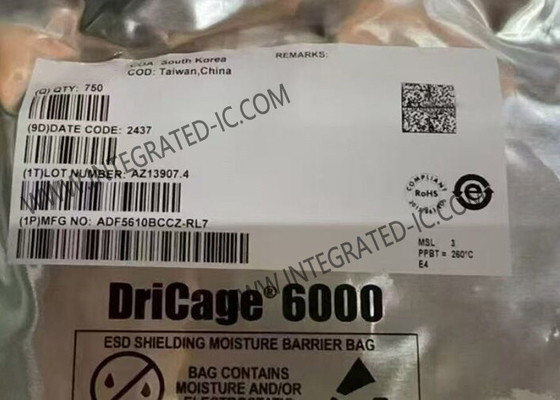 COA: South Korea
COD: Taiwan,China
REMARKS:
(Q) QTY: 750
(9D)DATE CODE: 2437
(1T)LOT NUMBER: AZ13907.4
(1P)MFG NO: ADF5610BCCZ-RL7
COMPLIANT
RoHS
e
MSL 3
PPBT = 260°C
E4
INTEGRATED-IC.COM
INTEGRATED-IC.COM
DriCage® 6000
ESD SHIELDING MOISTURE BARRIER BAG
BAG CONTAINS
MOISTURE AND/OR